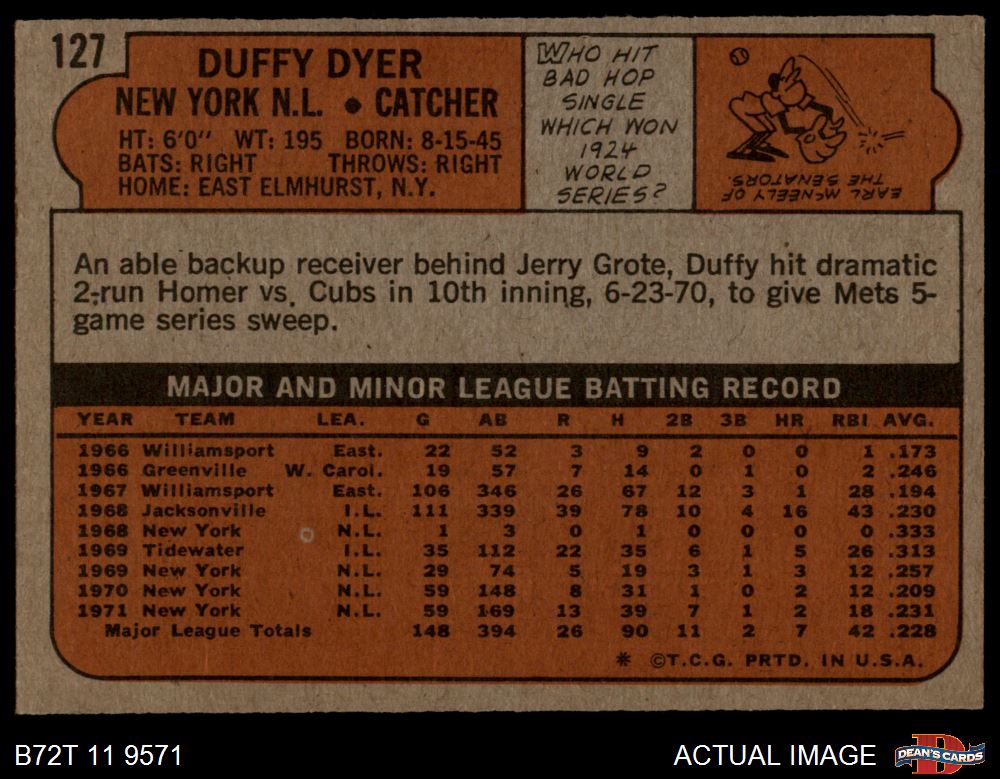 127
DUFFY DYER
NEW YORK N.L. • CATCHER
HT: 6'0" WT: 195 BORN: 8-15-45
BATS: RIGHT THROWS: RIGHT
HOME: EAST ELMHURST, N.Y.
WHO HIT
BAD HOP
SINGLE
WHICH WON
1924
WORLD
SERIES?
EARL McNEELY OF
THE SENATORS.
An able backup receiver behind Jerry Grote, Duffy hit dramatic
2-run Homer vs. Cubs in 10th inning, 6-23-70, to give Mets 5-
game series sweep.
MAJOR AND MINOR LEAGUE BATTING RECORD
YEAR TEAM LEA. G AB R H 2B 3B HR RBI AVG.
1966 Williamsport East. 22 52 3 9 2 0 0 1 .173
1966 Greenville W. Carol. 19 57 7 14 0 1 0 2 .246
1967 Williamsport East. 106 346 26 67 12 3 1 28 .194
1968 Jacksonville I.L. 111 339 39 78 10 4 16 43 .230
1968 New York N.L. 1 3 0 1 0 0 0 0 .333
1969 Tidewater I.L. 35 112 22 35 6 1 5 26 .313
1969 New York N.L. 29 74 5 19 3 1 3 12 .257
1970 New York N.L. 59 148 8 31 1 0 2 12 .209
1971 New York N.L. 59 169 13 39 7 1 2 18 .231
Major League Totals 148 394 26 90 11 2 7 42 .228
* ©T.C.G. PRTD. IN U.S.A.
B72T 11 9571
ACTUAL IMAGE
DEAN'S CARDS